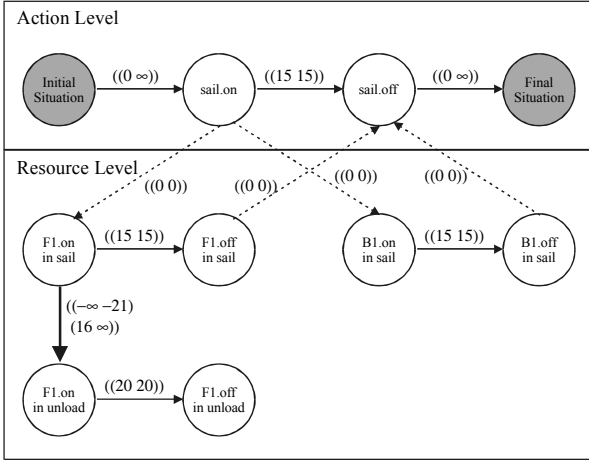 Action Level
Initial
Situation
((0 ∞))
sail.on
((15 15))
sail.off
((0 ∞))
Final
Situation
Resource Level
((0 0))
((0 0))
((0 0))
((0 0))
F1.on
in sail
((15 15))
F1.off
in sail
B1.on
in sail
((15 15))
B1.off
in sail
((−∞ −21)
(16 ∞))
F1.on
in unload
((20 20))
F1.off
in unload